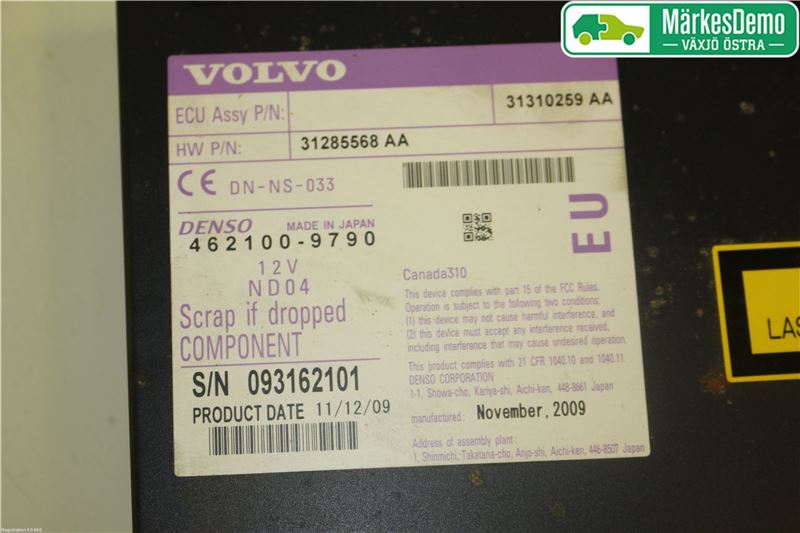 MärkesDemo
VÄXJÖ ÖSTRA
VOLVO
ECU Assy P/N:
31310259 AA
HW P/N:
31285568 AA
CE DN-NS-033
DENSO MADE IN JAPAN
462100-9790
12V
ND04
Scrap if dropped
COMPONENT
S/N 093162101
PRODUCT DATE 11/12/09
EU
Canada310
This device complies with part 15 of the FCC Rules.
Operation is subject to the following two conditions:
(1) this device may not cause harmful interference, and
(2) this device must accept any interference received,
including interference that may cause undesired operation.
This product complies with 21 CFR 1040.10 and 1040.11.
DENSO CORPORATION
1-1, Showa-cho, Kariya-shi, Aichi-ken, 448-8661 Japan
manufactured: November, 2009
Address of assembly plant:
1, Shinmichi, Takatana-cho, Anjo-shi, Aichi-ken, 446-8507 Japan
LAS